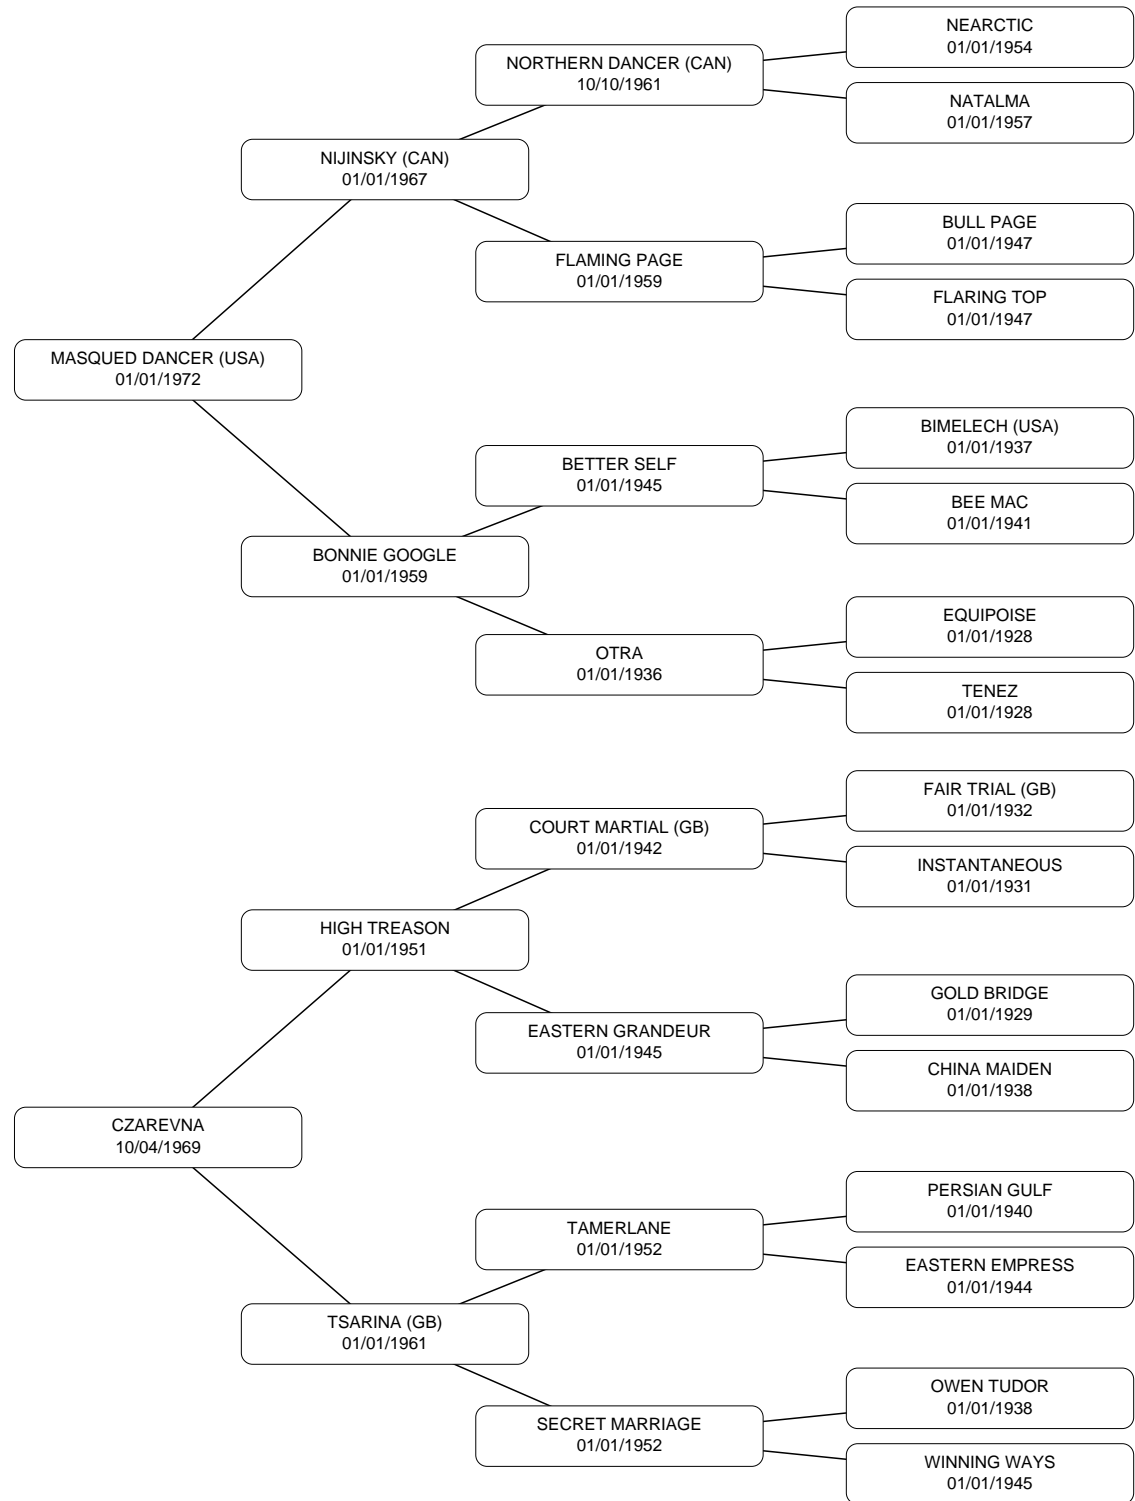 NEARCTIC
01/01/1954
NORTHERN DANCER (CAN)
10/10/1961
NATALMA
01/01/1957
NIJINSKY (CAN)
01/01/1967
BULL PAGE
01/01/1947
FLAMING PAGE
01/01/1959
FLARING TOP
01/01/1947
MASQUED DANCER (USA)
01/01/1972
BIMELECH (USA)
01/01/1937
BETTER SELF
01/01/1945
BEE MAC
01/01/1941
BONNIE GOOGLE
01/01/1959
EQUIPOISE
01/01/1928
OTRA
01/01/1936
TENEZ
01/01/1928
FAIR TRIAL (GB)
01/01/1932
COURT MARTIAL (GB)
01/01/1942
INSTANTANEOUS
01/01/1931
HIGH TREASON
01/01/1951
GOLD BRIDGE
01/01/1929
EASTERN GRANDEUR
01/01/1945
CHINA MAIDEN
01/01/1938
CZAREVNA
10/04/1969
PERSIAN GULF
01/01/1940
TAMERLANE
01/01/1952
EASTERN EMPRESS
01/01/1944
TSARINA (GB)
01/01/1961
OWEN TUDOR
01/01/1938
SECRET MARRIAGE
01/01/1952
WINNING WAYS
01/01/1945